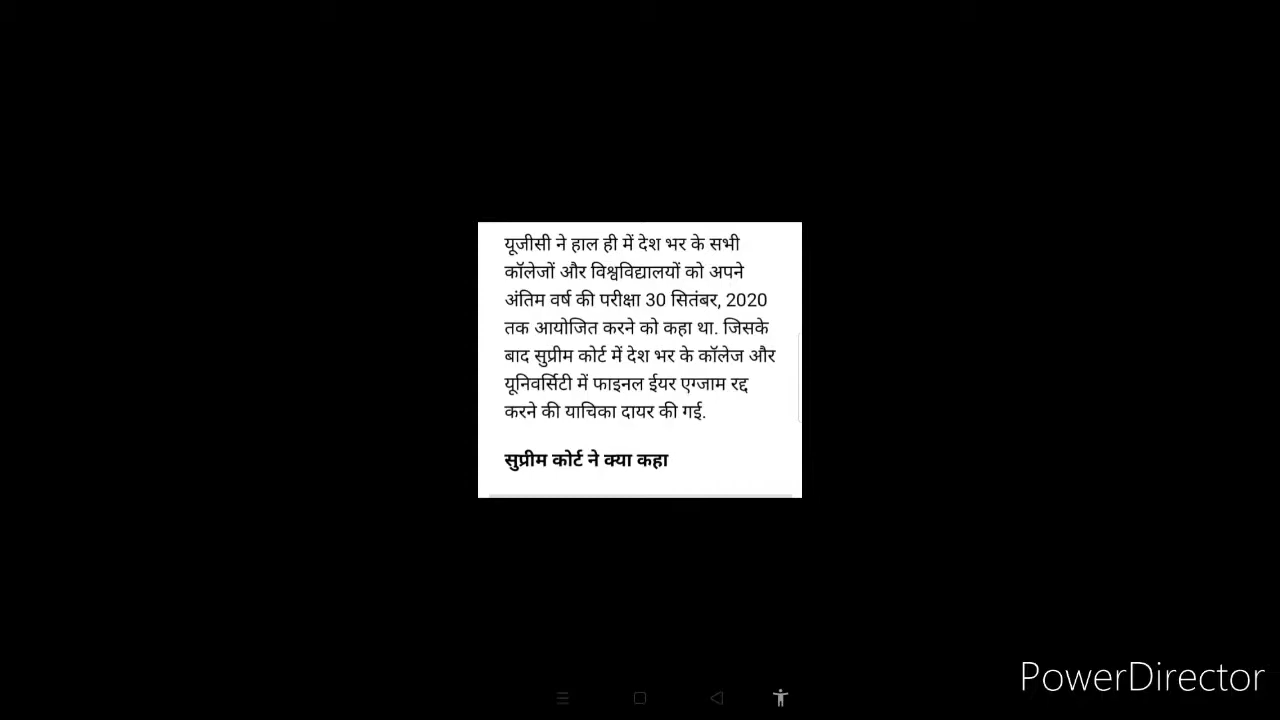 यूजीसी ने हाल ही में देश भर के सभी
कॉलेजों और विश्वविद्यालयों को अपने
अंतिम वर्ष की परीक्षा 30 सितंबर, 2020
तक आयोजित करने को कहा था. जिसके
बाद सुप्रीम कोर्ट में देश भर के कॉलेज और
यूनिवर्सिटी में फाइनल ईयर एग्जाम रद्द
करने की याचिका दायर की गई.
सुप्रीम कोर्ट ने क्या कहा
PowerDirector